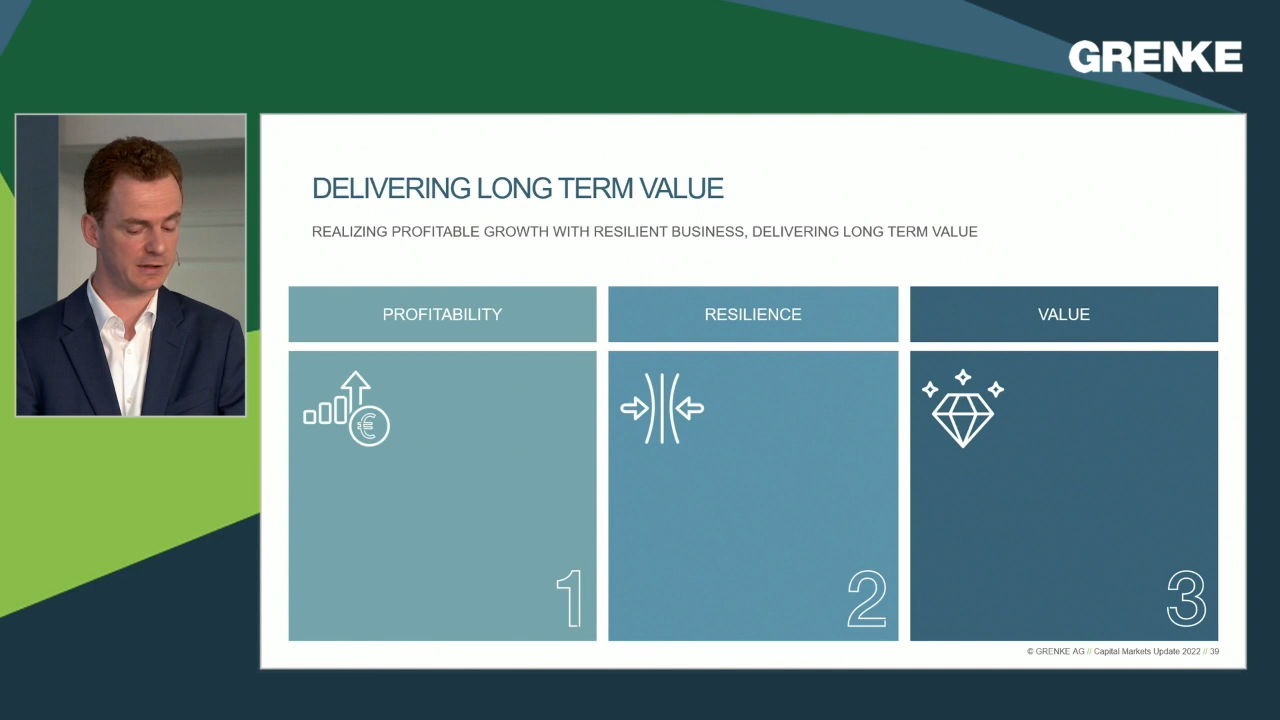 GRENKE
DELIVERING LONG TERM VALUE
REALIZING PROFITABLE GROWTH WITH RESILIENT BUSINESS, DELIVERING LONG TERM VALUE
PROFITABILITY
RESILIENCE
VALUE
€
1
2
3
© GRENKE AG // Capital Markets Update 2022 // 39